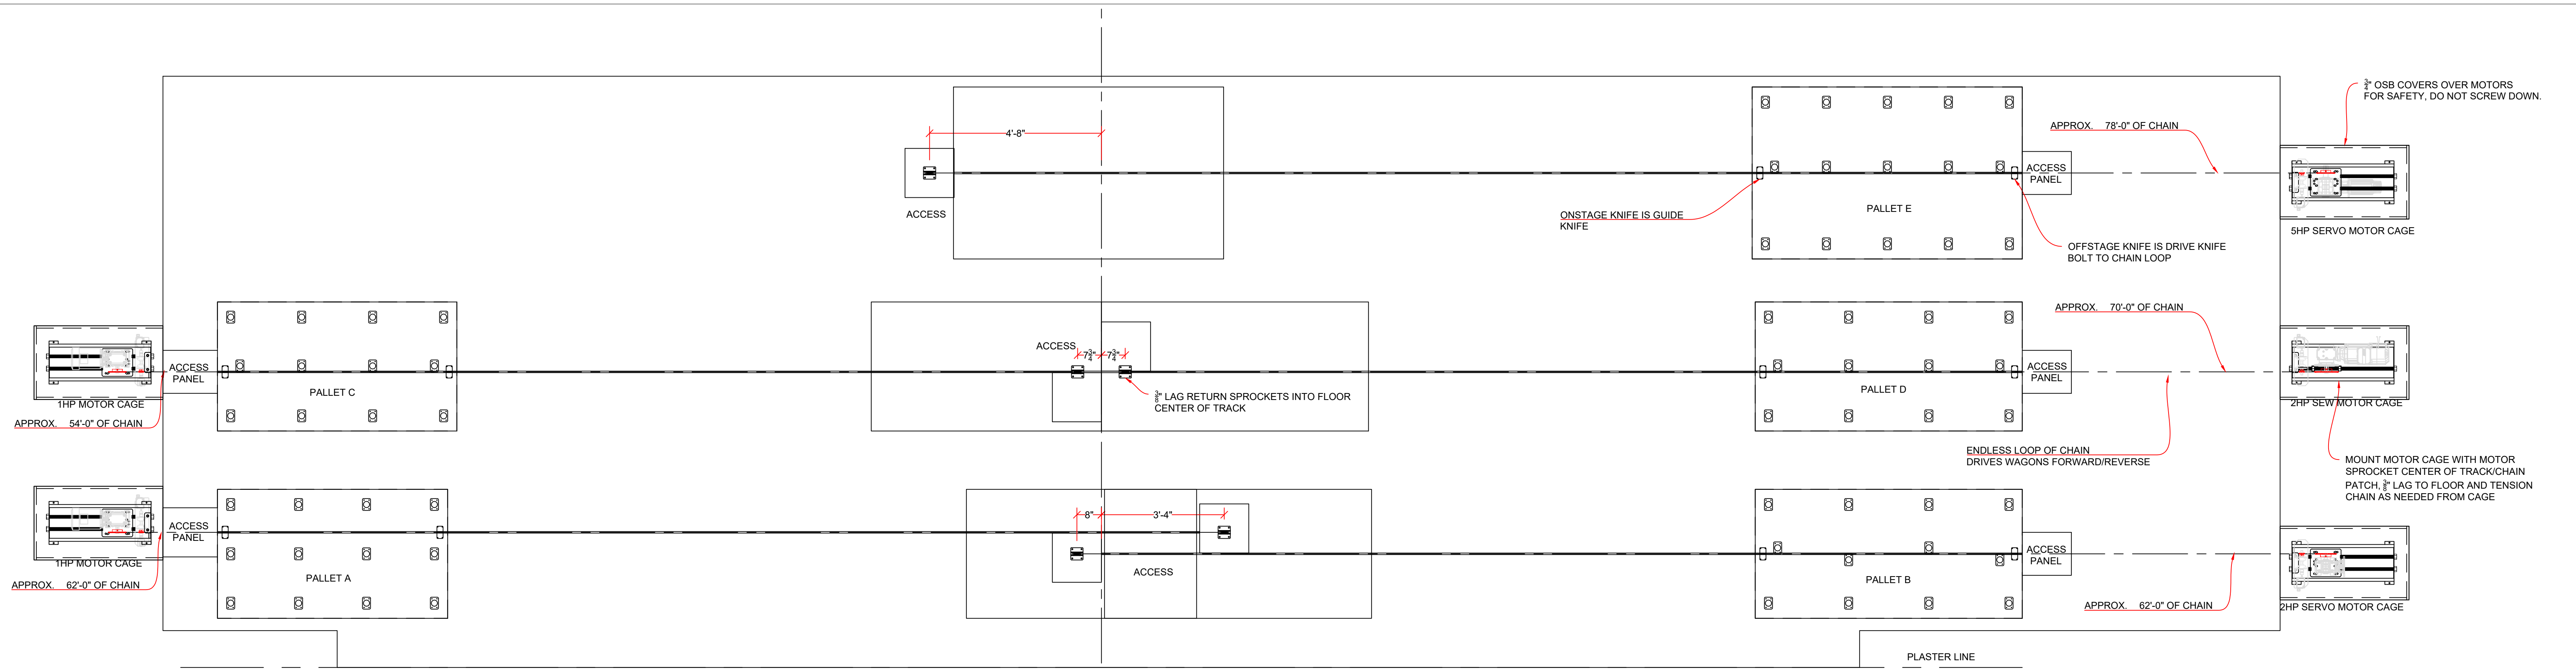 ¾" OSB COVERS OVER MOTORS
FOR SAFETY, DO NOT SCREW DOWN.
APPROX. 78'-0" OF CHAIN
4'-8"
ACCESS
PANEL
ACCESS
ONSTAGE KNIFE IS GUIDE
KNIFE
PALLET E
5HP SERVO MOTOR CAGE
OFFSTAGE KNIFE IS DRIVE KNIFE
BOLT TO CHAIN LOOP
APPROX. 70'-0" OF CHAIN
ACCESS
7¾"
7¾"
ACCESS
PANEL
PALLET C
ACCESS
PANEL
PALLET D
⅜" LAG RETURN SPROCKETS INTO FLOOR
CENTER OF TRACK
1HP MOTOR CAGE
2HP SEW MOTOR CAGE
APPROX. 54'-0" OF CHAIN
ENDLESS LOOP OF CHAIN
DRIVES WAGONS FORWARD/REVERSE
MOUNT MOTOR CAGE WITH MOTOR
SPROCKET CENTER OF TRACK/CHAIN
PATCH, ⅜" LAG TO FLOOR AND TENSION
CHAIN AS NEEDED FROM CAGE
8"
3'-4"
ACCESS
PANEL
ACCESS
PANEL
1HP MOTOR CAGE
ACCESS
PALLET A
PALLET B
APPROX. 62'-0" OF CHAIN
APPROX. 62'-0" OF CHAIN
2HP SERVO MOTOR CAGE
PLASTER LINE